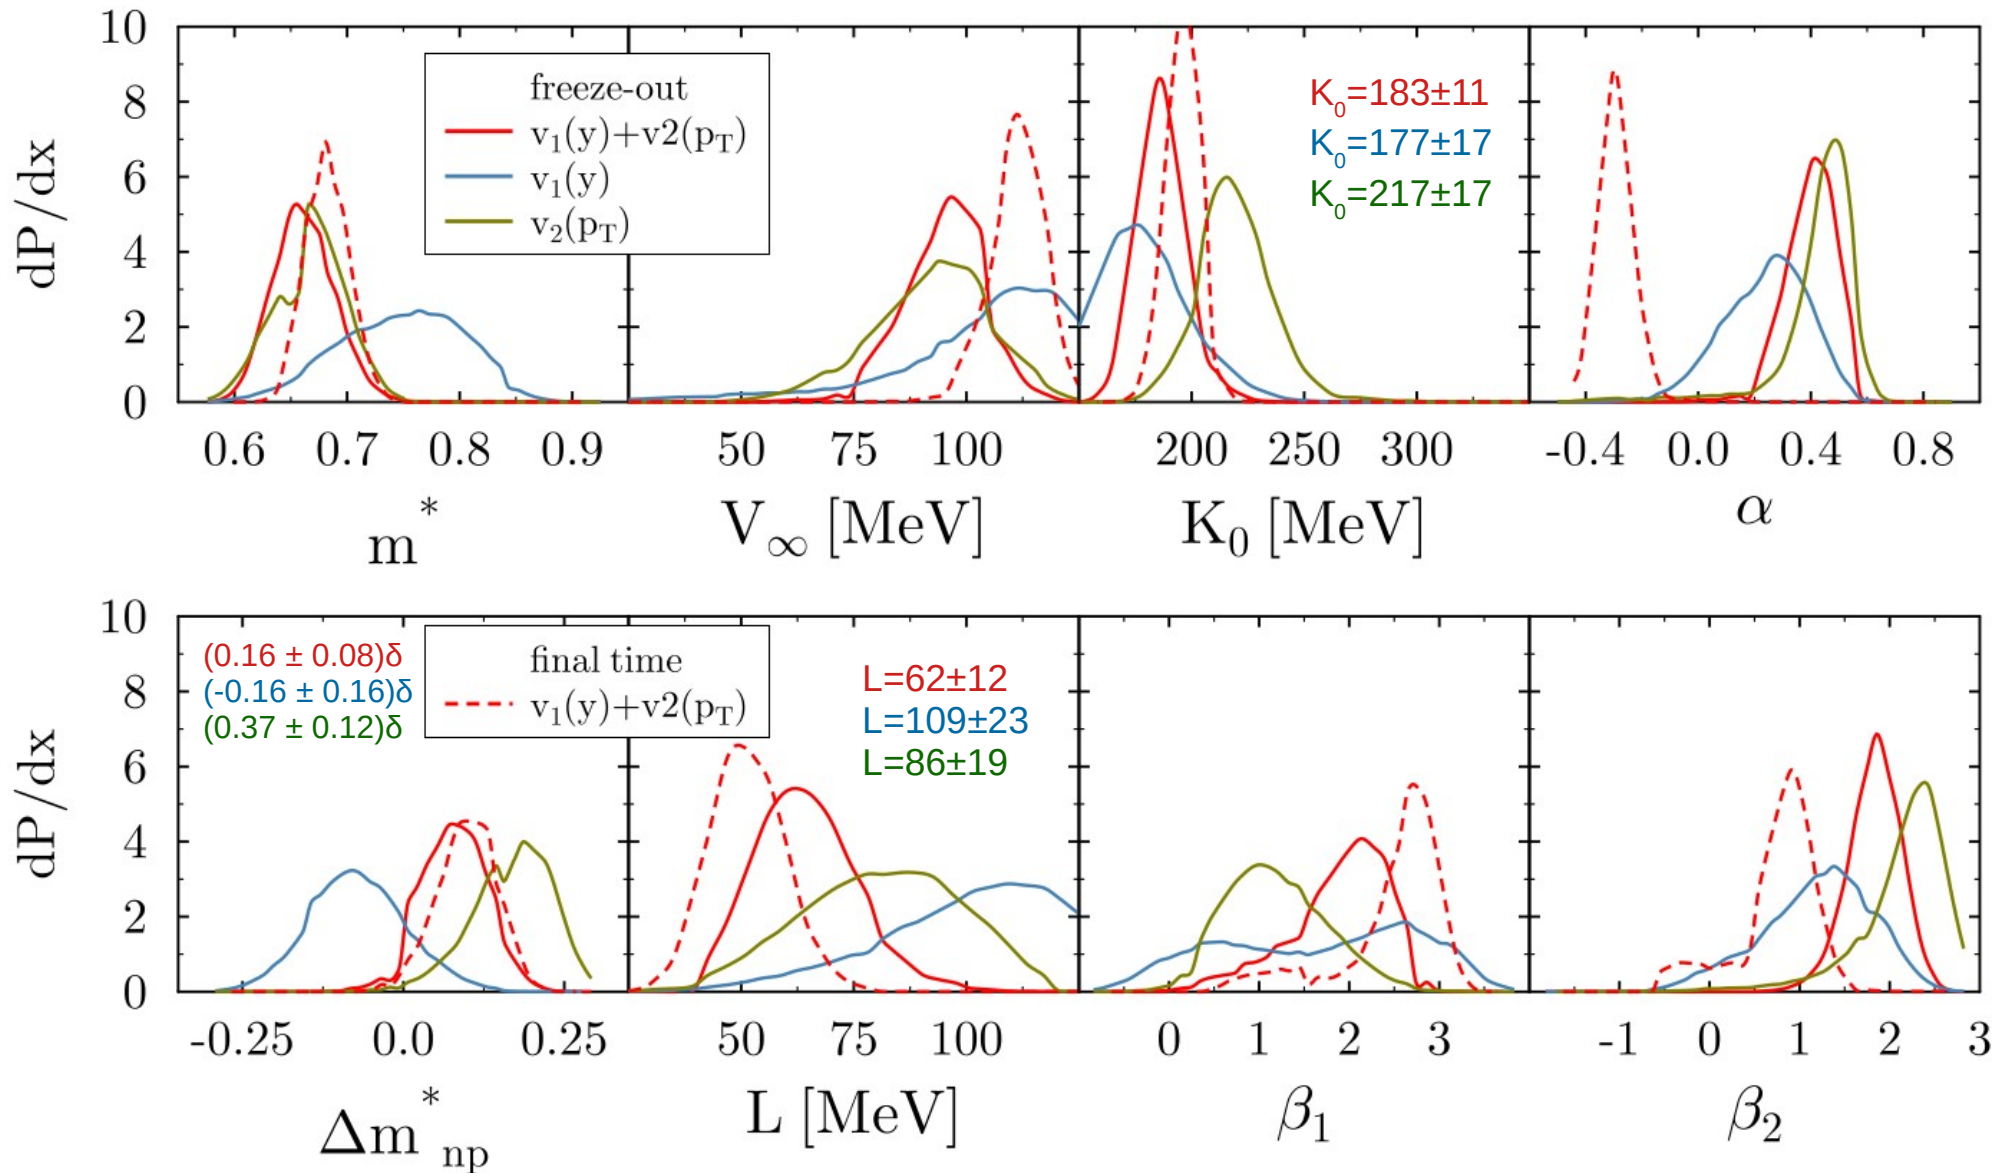 10
8
6
4
2
0
dP/dx
freeze-out
v₁(y)+v2(p_T)
v₁(y)
v₂(p_T)
K₀=183±11
K₀=177±17
K₀=217±17
0.6 0.7 0.8 0.9
50 75 100
200 250 300
-0.4 0.0 0.4 0.8
m*
V∞ [MeV]
K₀ [MeV]
α
10
8
6
4
2
0
dP/dx
(0.16 ± 0.08)δ
(-0.16 ± 0.16)δ
(0.37 ± 0.12)δ
final time
v₁(y)+v2(p_T)
L=62±12
L=109±23
L=86±19
-0.25 0.0 0.25
50 75 100
0 1 2 3
-1 0 1 2 3
Δm*np
L [MeV]
β₁
β₂